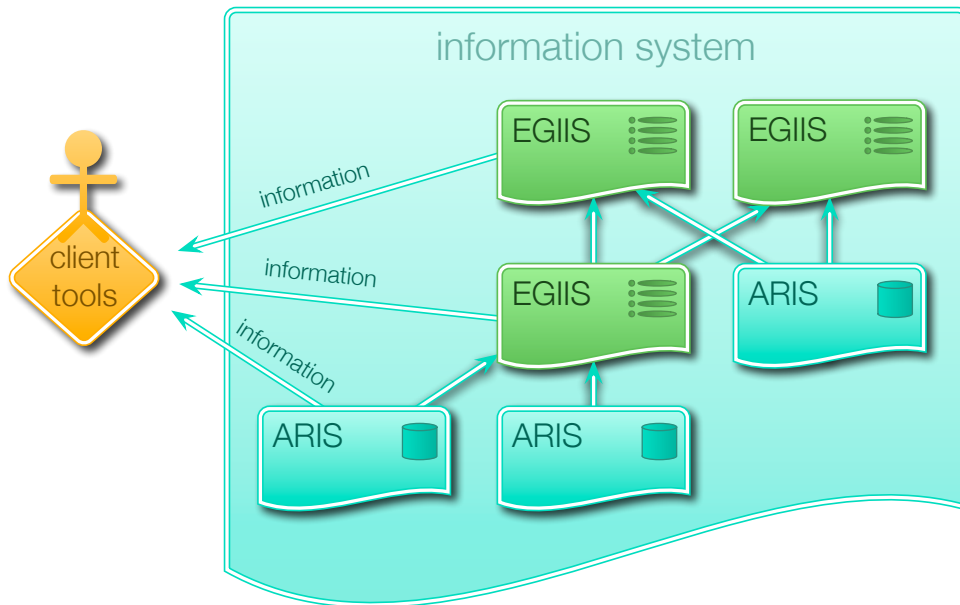 information system
EGIIS
EGIIS
information
client
tools
information
EGIIS
ARIS
information
ARIS
ARIS